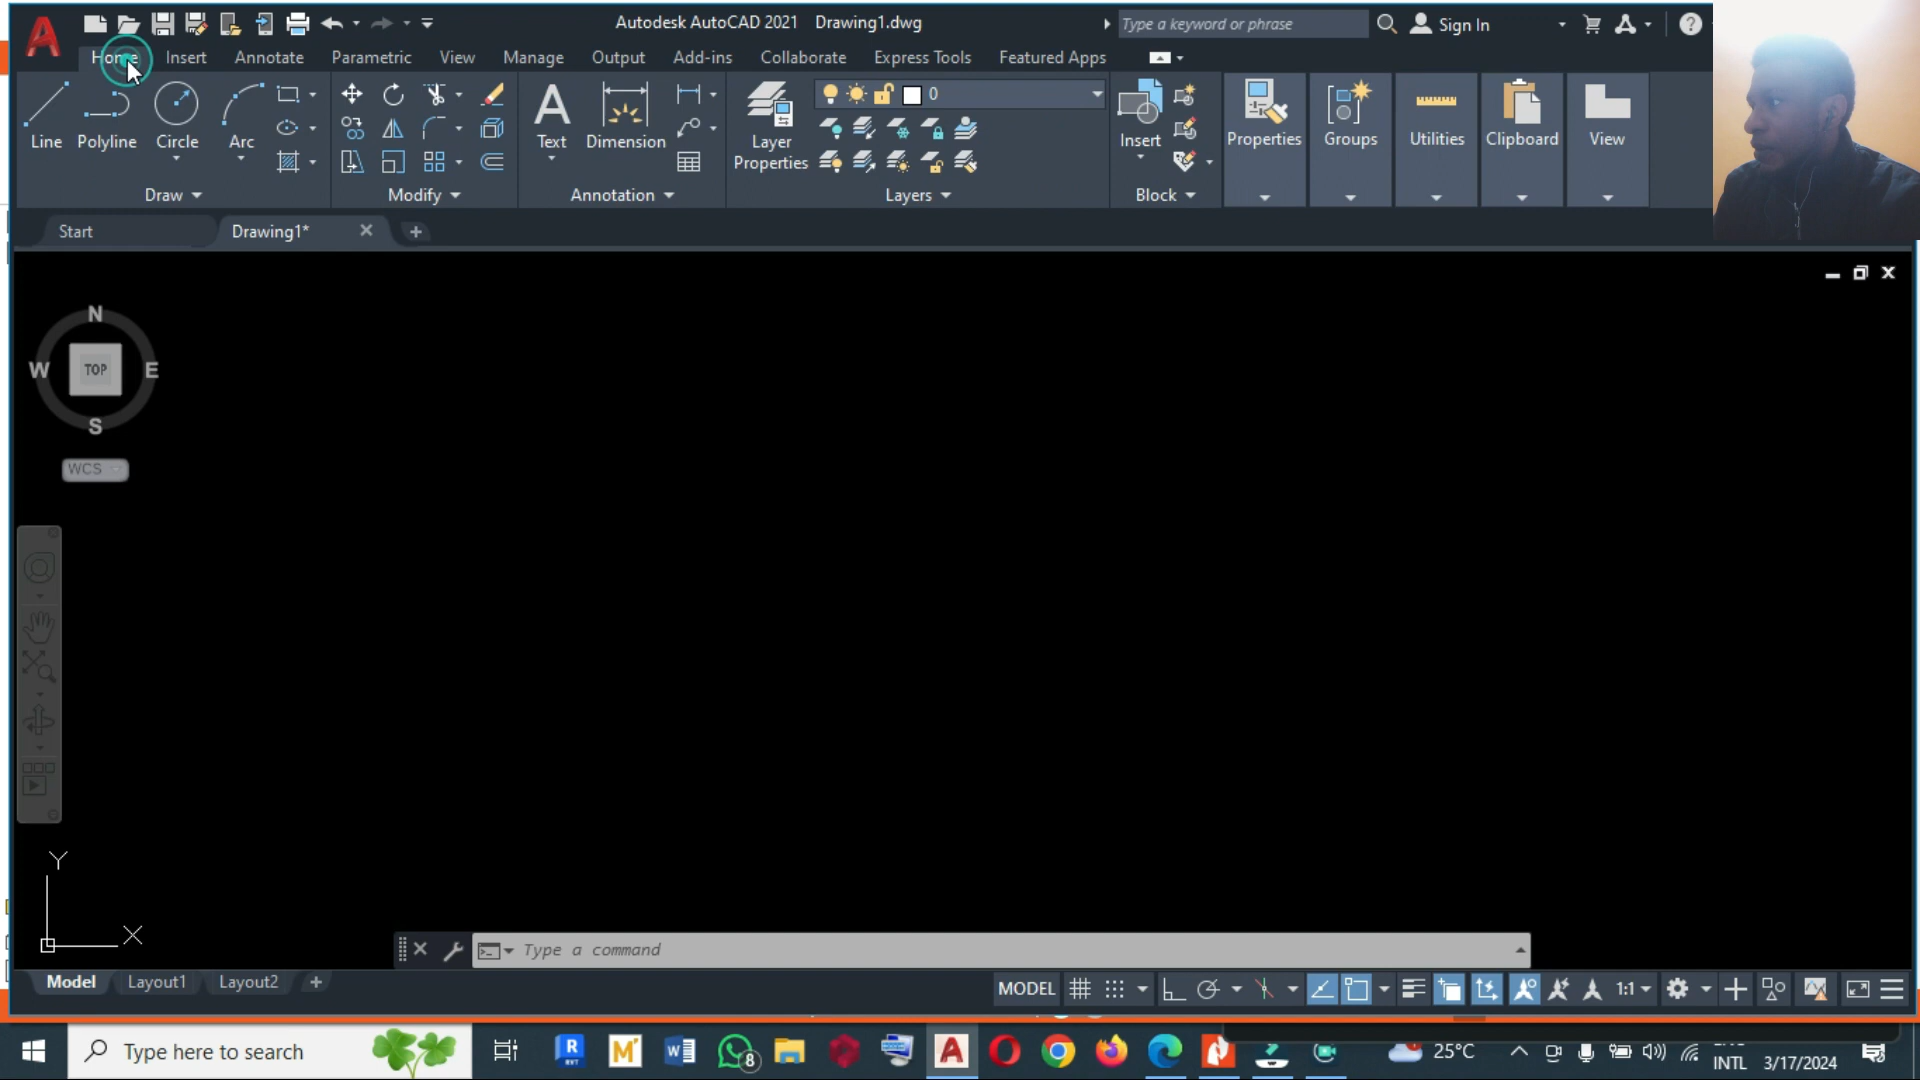 Autodesk AutoCAD 2021 Drawing1.dwg
Type a keyword or phrase
Sign In
Home Insert Annotate Parametric View Manage Output Add-ins Collaborate Express Tools Featured Apps
0
Line Polyline Circle Arc
Text Dimension
Layer Properties
Insert
Properties Groups Utilities Clipboard View
Draw Modify Annotation Layers Block
Start Drawing1*
N
W TOP E
S
WCS
Y
X
Type a command
Model Layout1 Layout2
MODEL 1:1
Type here to search
8
25°C
INTL 3/17/2024